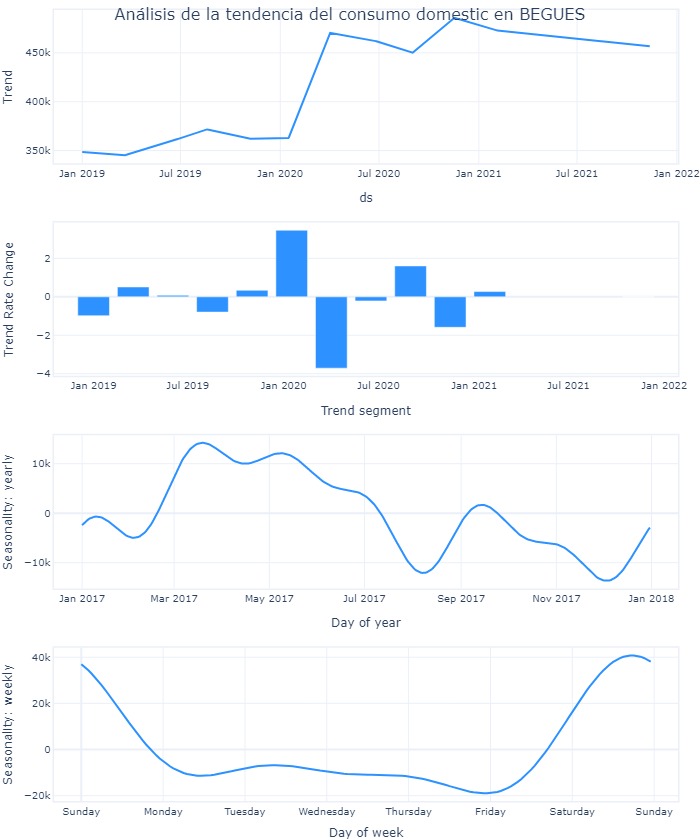 Análisis de la tendencia del consumo domestic en BEGUES
450k
400k
350k
Trend
Jan 2019 Jul 2019 Jan 2020 Jul 2020 Jan 2021 Jul 2021 Jan 2022
ds
2
0
−2
−4
Trend Rate Change
Jan 2019 Jul 2019 Jan 2020 Jul 2020 Jan 2021 Jul 2021 Jan 2022
Trend segment
10k
0
−10k
Seasonality: yearly
Jan 2017 Mar 2017 May 2017 Jul 2017 Sep 2017 Nov 2017 Jan 2018
Day of year
40k
20k
0
−20k
Seasonality: weekly
Sunday Monday Tuesday Wednesday Thursday Friday Saturday Sunday
Day of week